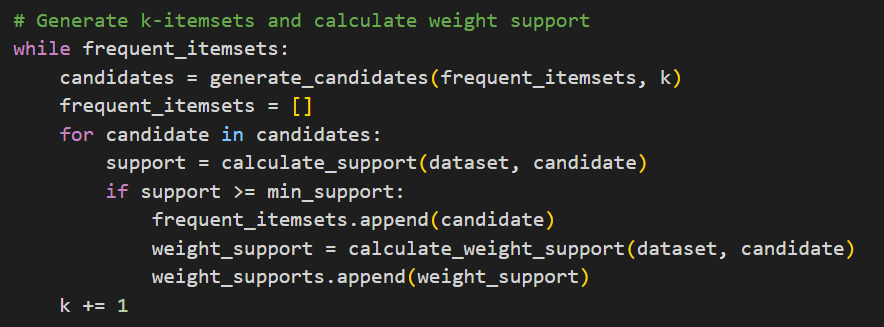 # Generate k-itemsets and calculate weight support
while frequent_itemsets:
    candidates = generate_candidates(frequent_itemsets, k)
    frequent_itemsets = []
    for candidate in candidates:
        support = calculate_support(dataset, candidate)
        if support >= min_support:
            frequent_itemsets.append(candidate)
            weight_support = calculate_weight_support(dataset, candidate)
            weight_supports.append(weight_support)
    k += 1